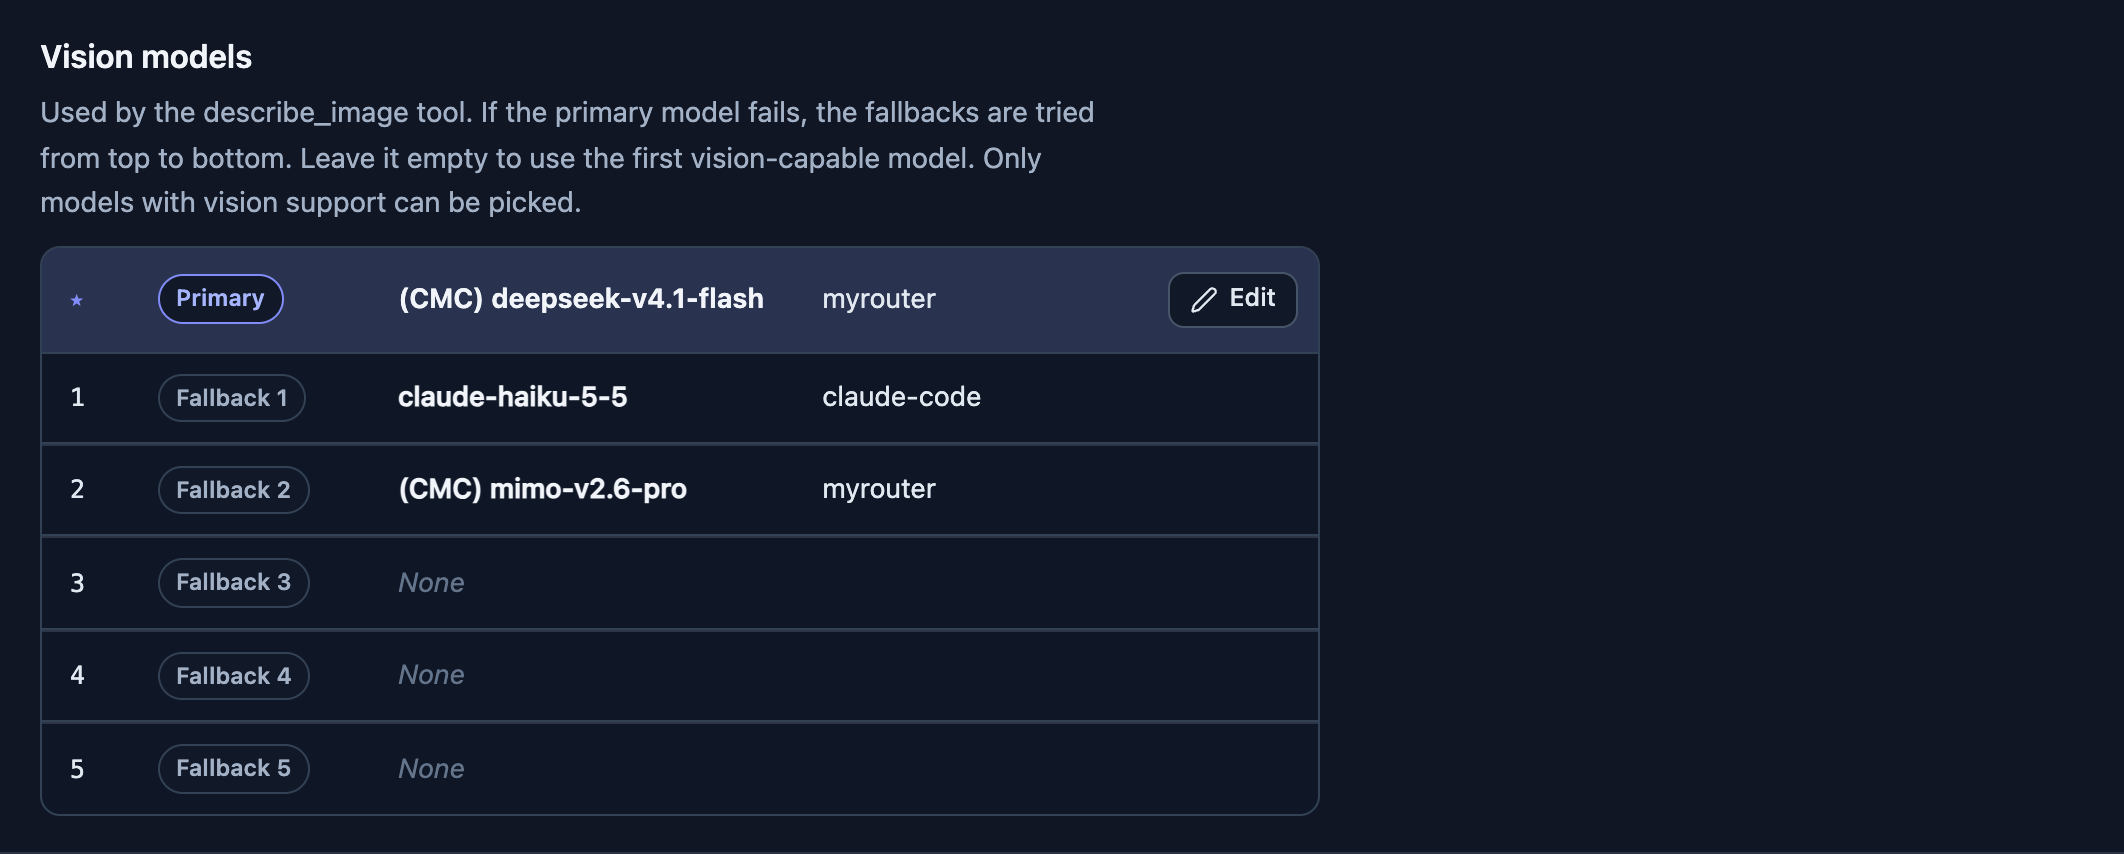 Vision models
Used by the describe_image tool. If the primary model fails, the fallbacks are tried
from top to bottom. Leave it empty to use the first vision-capable model. Only
models with vision support can be picked.
★ Primary (CMC) deepseek-v4.1-flash myrouter Edit
1 Fallback 1 claude-haiku-5-5 claude-code
2 Fallback 2 (CMC) mimo-v2.6-pro myrouter
3 Fallback 3 None
4 Fallback 4 None
5 Fallback 5 None